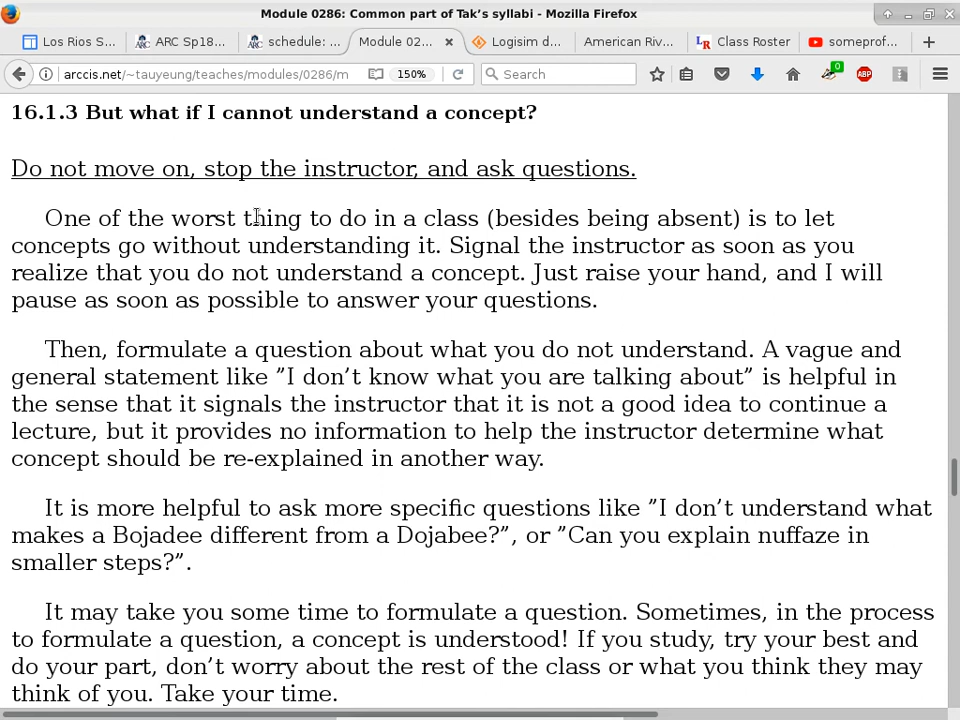 Module 0286: Common part of Tak's syllabi - Mozilla Firefox
Los Rios S... ARC Sp18... schedule: ... Module 02... Logisim d... American Riv... Class Roster someprof...
arccis.net/~tauyeung/teaches/modules/0286/m 150% Search 0 ABP
16.1.3 But what if I cannot understand a concept?
Do not move on, stop the instructor, and ask questions.
One of the worst thing to do in a class (besides being absent) is to let
concepts go without understanding it. Signal the instructor as soon as you
realize that you do not understand a concept. Just raise your hand, and I will
pause as soon as possible to answer your questions.
Then, formulate a question about what you do not understand. A vague and
general statement like ”I don’t know what you are talking about” is helpful in
the sense that it signals the instructor that it is not a good idea to continue a
lecture, but it provides no information to help the instructor determine what
concept should be re-explained in another way.
It is more helpful to ask more specific questions like ”I don’t understand what
makes a Bojadee different from a Dojabee?”, or ”Can you explain nuffaze in
smaller steps?”.
It may take you some time to formulate a question. Sometimes, in the process
to formulate a question, a concept is understood! If you study, try your best and
do your part, don’t worry about the rest of the class or what you think they may
think of you. Take your time.